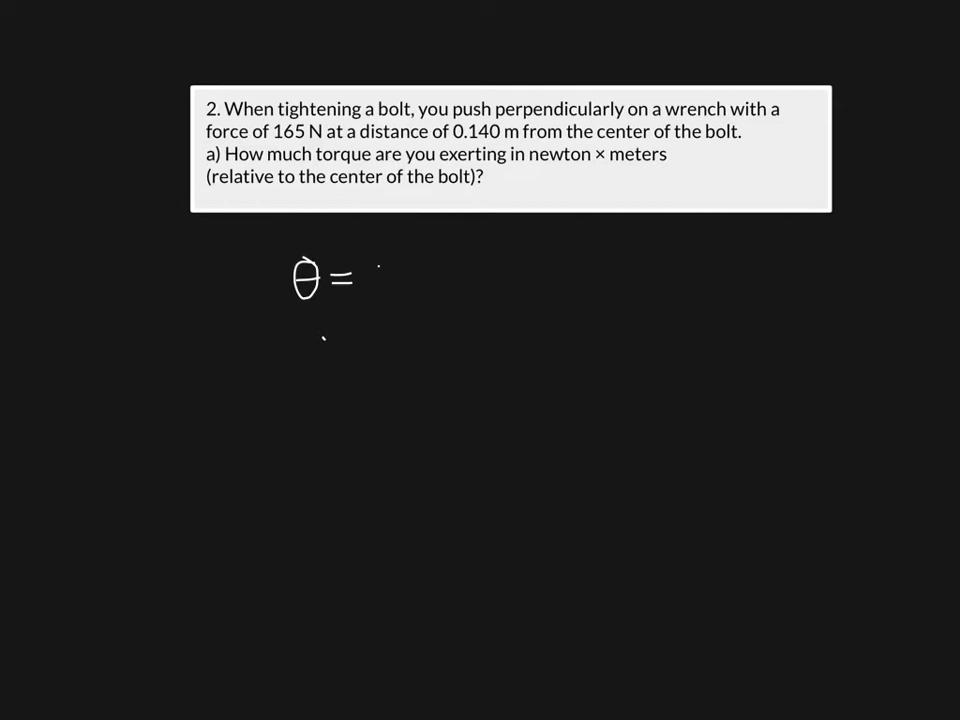 2. When tightening a bolt, you push perpendicularly on a wrench with a
force of 165 N at a distance of 0.140 m from the center of the bolt.
a) How much torque are you exerting in newton × meters
(relative to the center of the bolt)?
θ =